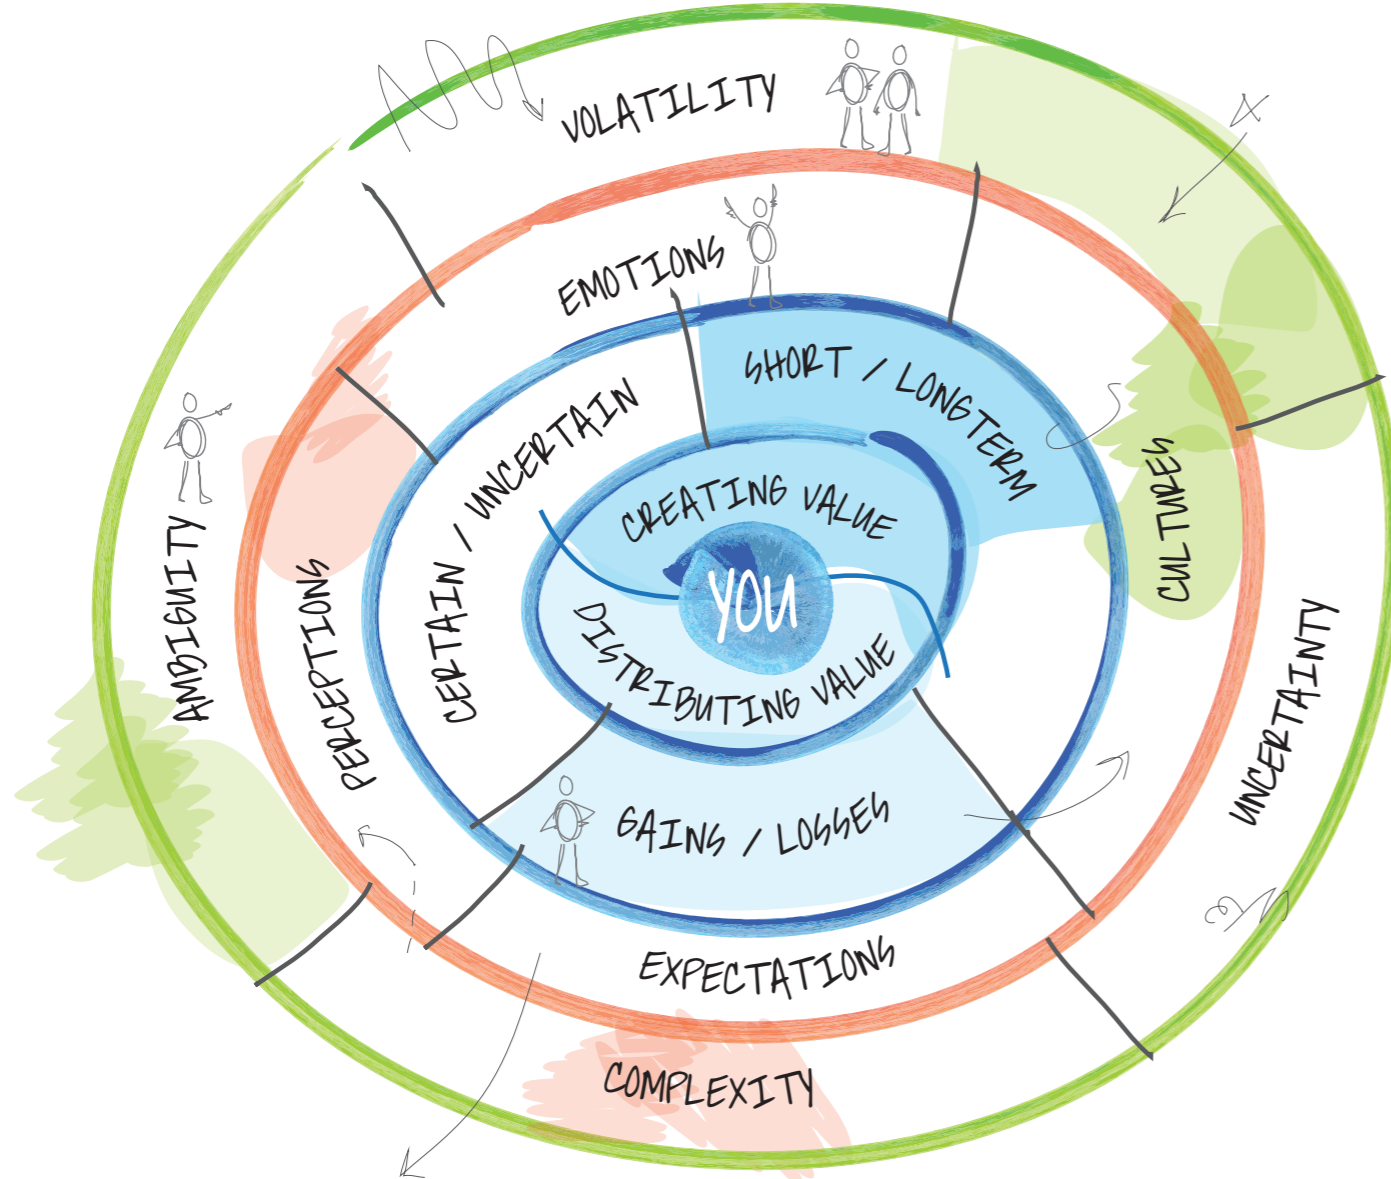 VOLATILITY
EMOTIONS
SHORT / LONGTERM
CERTAIN / UNCERTAIN
CREATING VALUE
YOU
DISTRIBUTING VALUE
GAINS / LOSSES
CULTURES
PERCEPTIONS
AMBIGUITY
UNCERTAINTY
EXPECTATIONS
COMPLEXITY